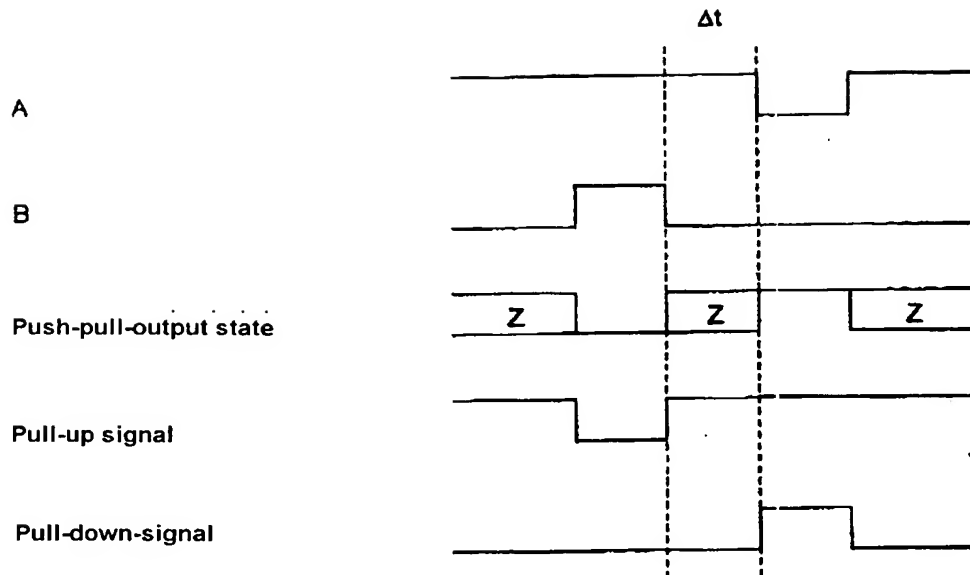 Δt
A
B
Push-pull-output state
Z
Z
Z
Pull-up signal
Pull-down-signal